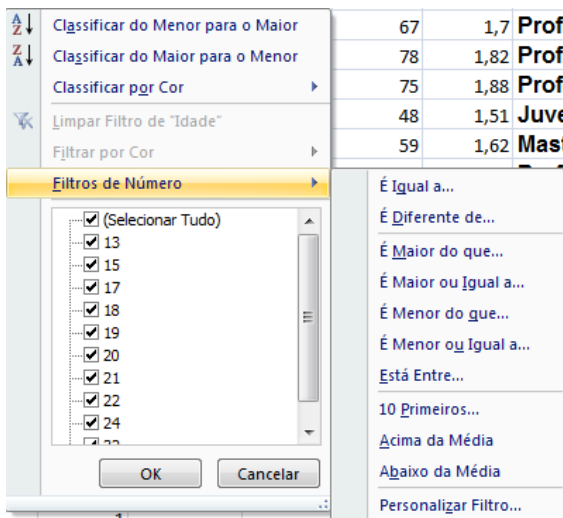 Classificar do Menor para o Maior
Classificar do Maior para o Menor
Classificar por Cor
Limpar Filtro de "Idade"
Filtrar por Cor
Filtros de Número
(Selecionar Tudo)
13
15
17
18
19
20
21
22
24
OK Cancelar
67 1,7 Prof
78 1,82 Prof
75 1,88 Prof
48 1,51 Juve
59 1,62 Mast
É Igual a...
É Diferente de...
É Maior do que...
É Maior ou Igual a...
É Menor do que...
É Menor ou Igual a...
Está Entre...
10 Primeiros...
Acima da Média
Abaixo da Média
Personalizar Filtro...